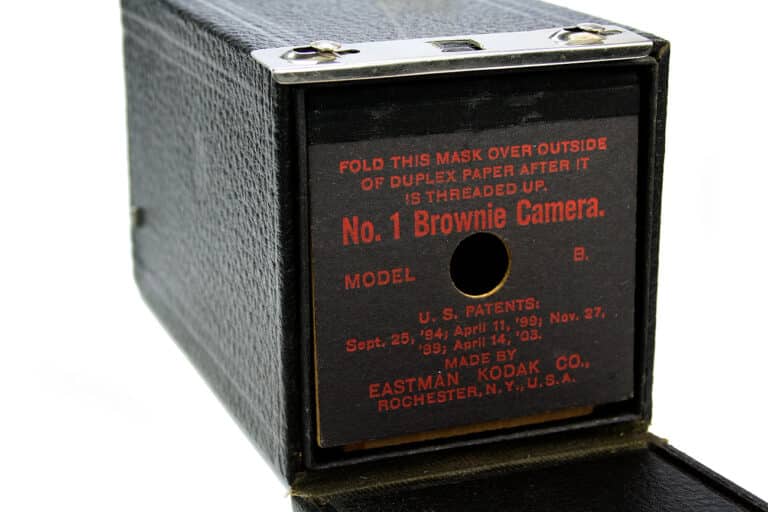 FOLD THIS MASK OVER OUTSIDE
OF DUPLEX PAPER AFTER IT
IS THREADED UP.
No. 1 Brownie Camera.
MODEL B.
U. S. PATENTS:
Sept. 25, '94; April 11, '99; Nov. 27,
'99; April 14, '03.
MADE BY
EASTMAN KODAK CO.,
ROCHESTER, N.Y., U.S.A.